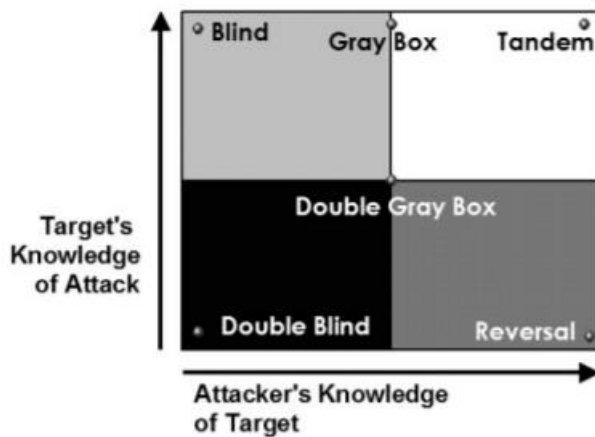 Blind
Gray Box
Tandem
Target's
Knowledge
of Attack
Double Gray Box
Double Blind
Reversal
Attacker's Knowledge
of Target